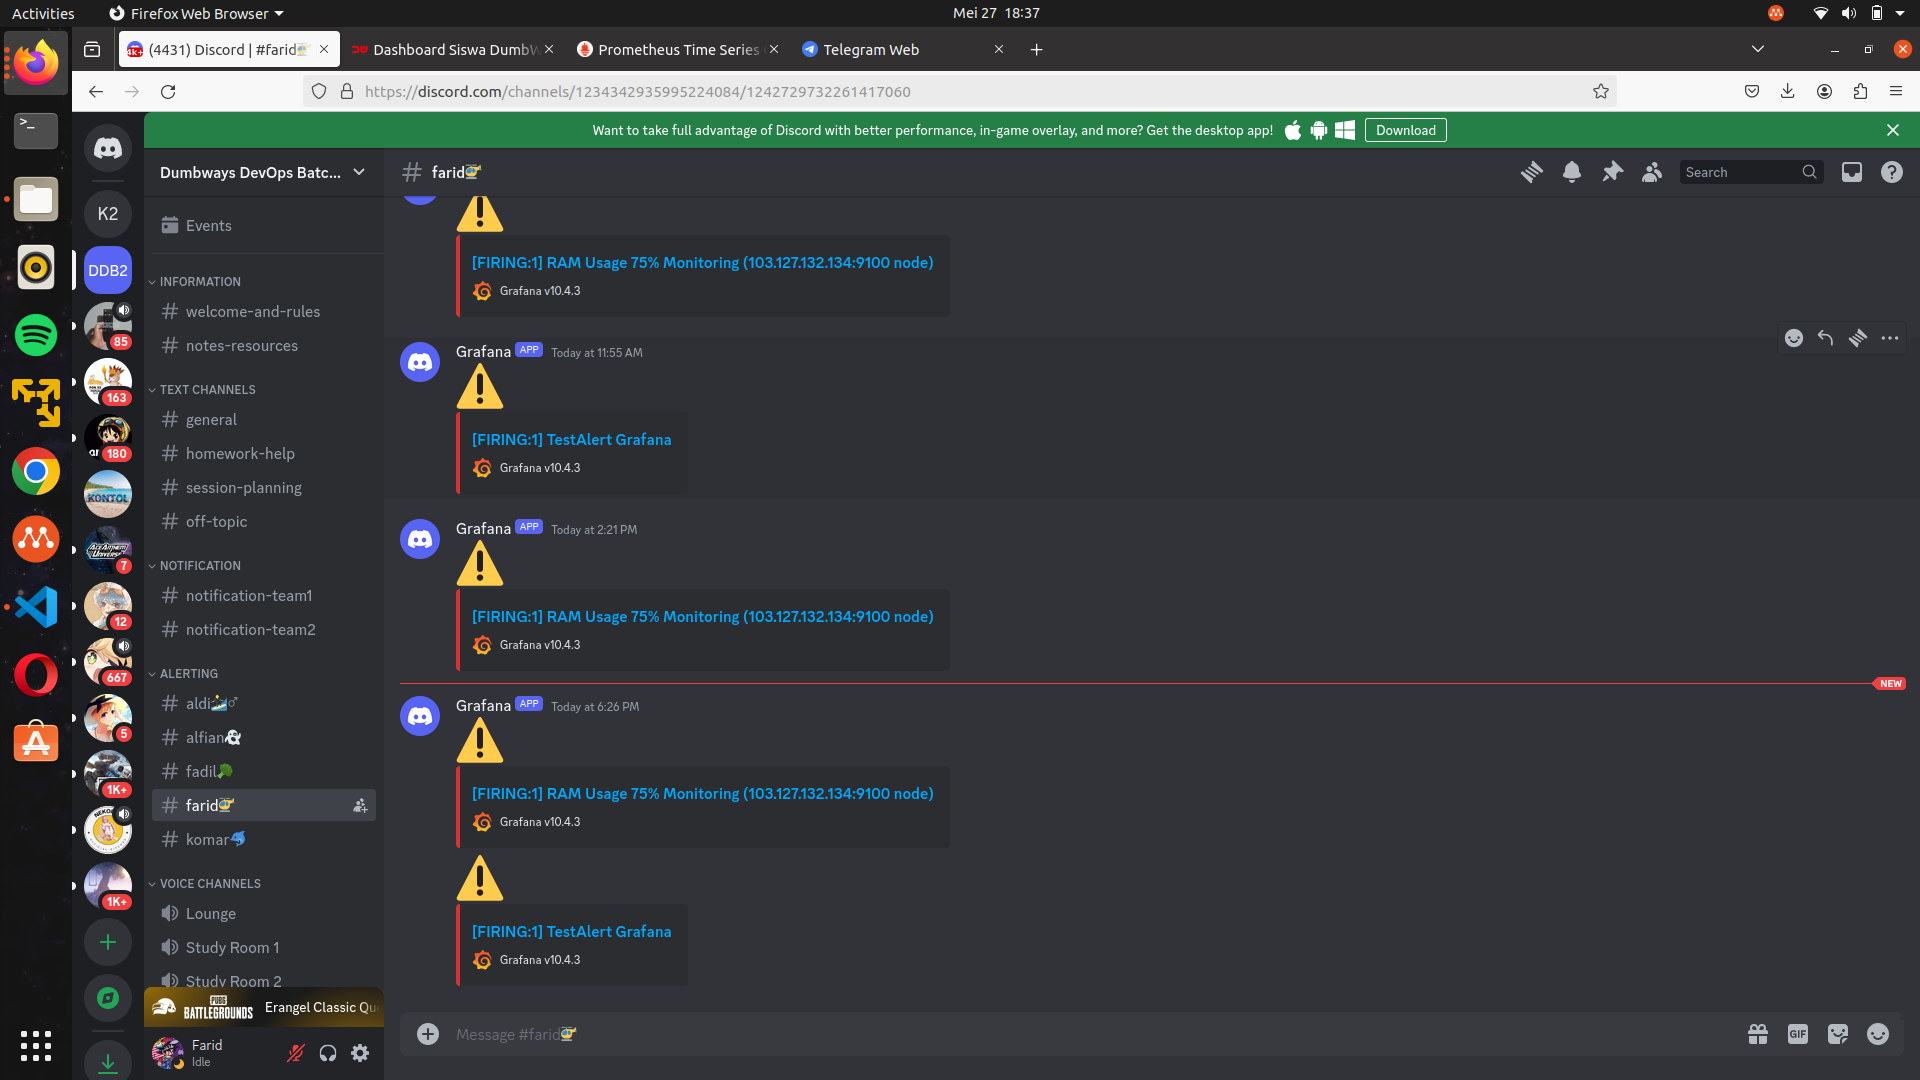 Activities
Firefox Web Browser
Mei 27 18:37
(4431) Discord | #farid
Dashboard Siswa DumbW
Prometheus Time Series
Telegram Web
https://discord.com/channels/1234342935995224084/1242729732261417060
Want to take full advantage of Discord with better performance, in-game overlay, and more? Get the desktop app!
Download
Dumbways DevOps Batc...
# farid🚁
Search
K2
DDB2
85
163
180
KONTOL
7
12
667
5
1K+
1K+
Events
INFORMATION
welcome-and-rules
notes-resources
TEXT CHANNELS
general
homework-help
session-planning
off-topic
NOTIFICATION
notification-team1
notification-team2
ALERTING
aldi🏄♂
alfian👻
fadil🥦
farid🚁
komar🐬
VOICE CHANNELS
Lounge
Study Room 1
Study Room 2
PUBG
BATTLEGROUNDS
Erangel Classic Qu
Farid
Idle
[FIRING:1] RAM Usage 75% Monitoring (103.127.132.134:9100 node)
Grafana v10.4.3
Grafana APP Today at 11:55 AM
[FIRING:1] TestAlert Grafana
Grafana v10.4.3
Grafana APP Today at 2:21 PM
[FIRING:1] RAM Usage 75% Monitoring (103.127.132.134:9100 node)
Grafana v10.4.3
NEW
Grafana APP Today at 6:26 PM
[FIRING:1] RAM Usage 75% Monitoring (103.127.132.134:9100 node)
Grafana v10.4.3
[FIRING:1] TestAlert Grafana
Grafana v10.4.3
Message #farid🚁
GIF